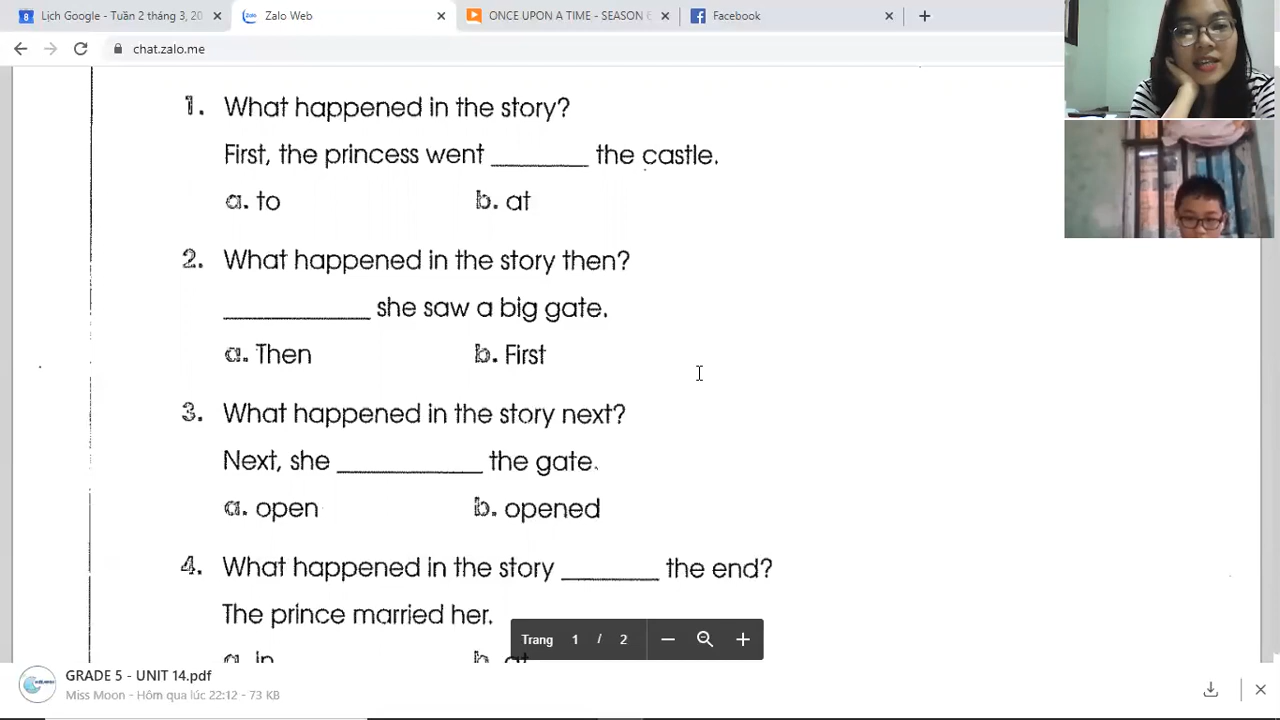 Lịch Google - Tuần 2 tháng 3, 20
Zalo Web
ONCE UPON A TIME - SEASON
Facebook
chat.zalo.me
1. What happened in the story?
First, the princess went ________ the castle.
a. to b. at
2. What happened in the story then?
____________ she saw a big gate.
a. Then b. First
3. What happened in the story next?
Next, she ____________ the gate.
a. open b. opened
4. What happened in the story ________ the end?
The prince married her.
a. in b. at
Trang 1 / 2
GRADE 5 - UNIT 14.pdf
Miss Moon - Hôm qua lúc 22:12 - 73 KB